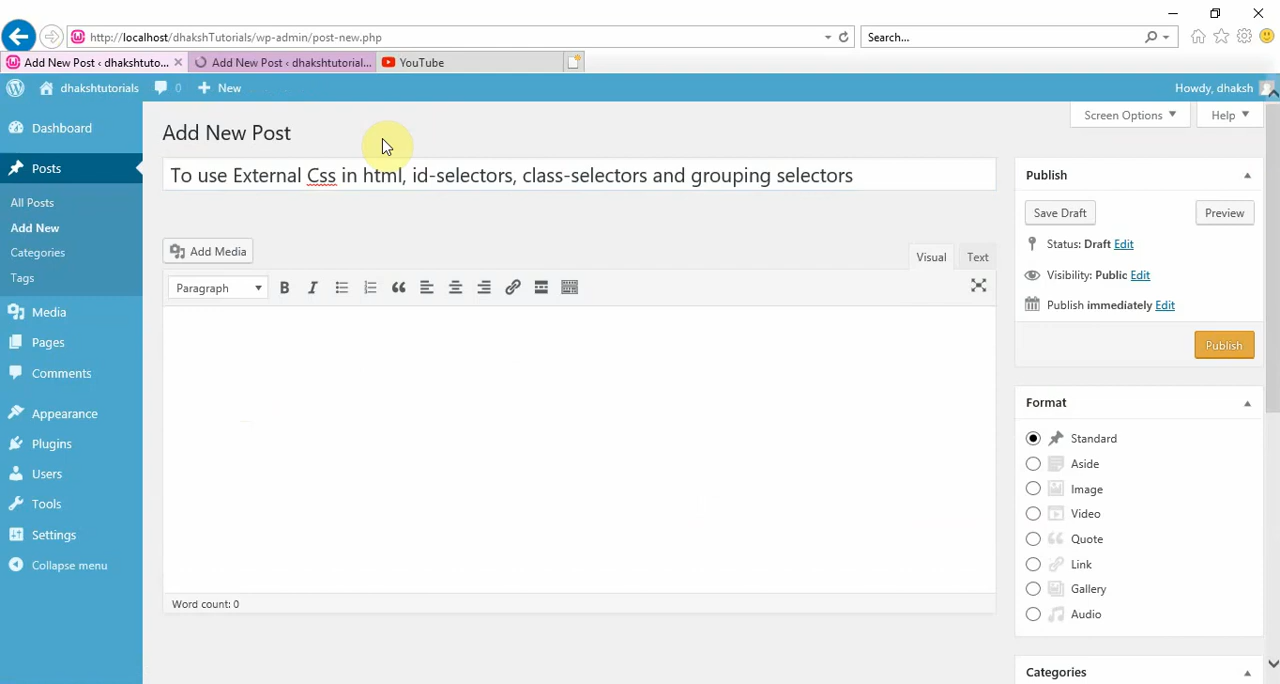 http://localhost/dhakshTutorials/wp-admin/post-new.php
Search...
Add New Post ‹ dhakshtuto...
Add New Post ‹ dhakshtutorial...
YouTube
dhakshtutorials
0
New
Howdy, dhaksh
Screen Options
Help
Dashboard
Posts
All Posts
Add New
Categories
Tags
Media
Pages
Comments
Appearance
Plugins
Users
Tools
Settings
Collapse menu
Add New Post
To use External Css in html, id-selectors, class-selectors and grouping selectors
Add Media
Visual
Text
Paragraph
B I
Word count: 0
Publish
Save Draft
Preview
Status: Draft Edit
Visibility: Public Edit
Publish immediately Edit
Publish
Format
Standard
Aside
Image
Video
Quote
Link
Gallery
Audio
Categories